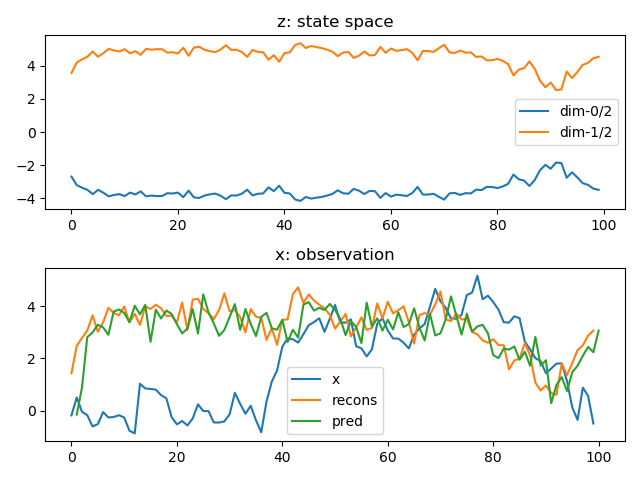 z: state space
4
2
0
−2
−4
dim-0/2
dim-1/2
0 20 40 60 80 100
x: observation
4
2
0
x
recons
pred
0 20 40 60 80 100